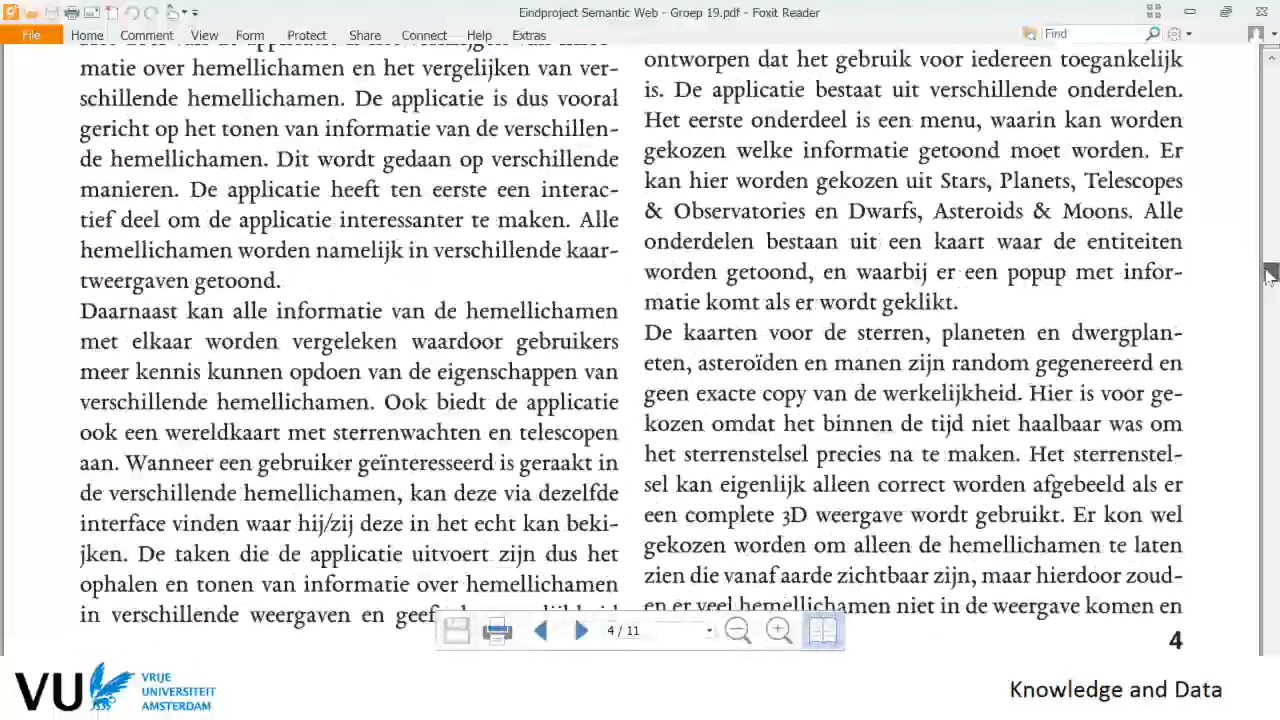 Eindproject Semantic Web - Groep 19.pdf - Foxit Reader
File Home Comment View Form Protect Share Connect Help Extras
Find
matie over hemellichamen en het vergelijken van ver-
schillende hemellichamen. De applicatie is dus vooral
gericht op het tonen van informatie van de verschillen-
de hemellichamen. Dit wordt gedaan op verschillende
manieren. De applicatie heeft ten eerste een interac-
tief deel om de applicatie interessanter te maken. Alle
hemellichamen worden namelijk in verschillende kaar-
tweergaven getoond.
Daarnaast kan alle informatie van de hemellichamen
met elkaar worden vergeleken waardoor gebruikers
meer kennis kunnen opdoen van de eigenschappen van
verschillende hemellichamen. Ook biedt de applicatie
ook een wereldkaart met sterrenwachten en telescopen
aan. Wanneer een gebruiker geïnteresseerd is geraakt in
de verschillende hemellichamen, kan deze via dezelfde
interface vinden waar hij/zij deze in het echt kan beki-
jken. De taken die de applicatie uitvoert zijn dus het
ophalen en tonen van informatie over hemellichamen
in verschillende weergaven en
ontworpen dat het gebruik voor iedereen toegankelijk
is. De applicatie bestaat uit verschillende onderdelen.
Het eerste onderdeel is een menu, waarin kan worden
gekozen welke informatie getoond moet worden. Er
kan hier worden gekozen uit Stars, Planets, Telescopes
& Observatories en Dwarfs, Asteroids & Moons. Alle
onderdelen bestaan uit een kaart waar de entiteiten
worden getoond, en waarbij er een popup met infor-
matie komt als er wordt geklikt.
De kaarten voor de sterren, planeten en dwergplan-
eten, asteroïden en manen zijn random gegenereerd en
geen exacte copy van de werkelijkheid. Hier is voor ge-
kozen omdat het binnen de tijd niet haalbaar was om
het sterrenstelsel precies na te maken. Het sterrenstel-
sel kan eigenlijk alleen correct worden afgebeeld als er
een complete 3D weergave wordt gebruikt. Er kon wel
gekozen worden om alleen de hemellichamen te laten
zien die vanaf aarde zichtbaar zijn, maar hierdoor zoud-
en er veel hemellichamen niet in de weergave komen en
4 / 11
4
VU VRIJE
UNIVERSITEIT
AMSTERDAM
Knowledge and Data